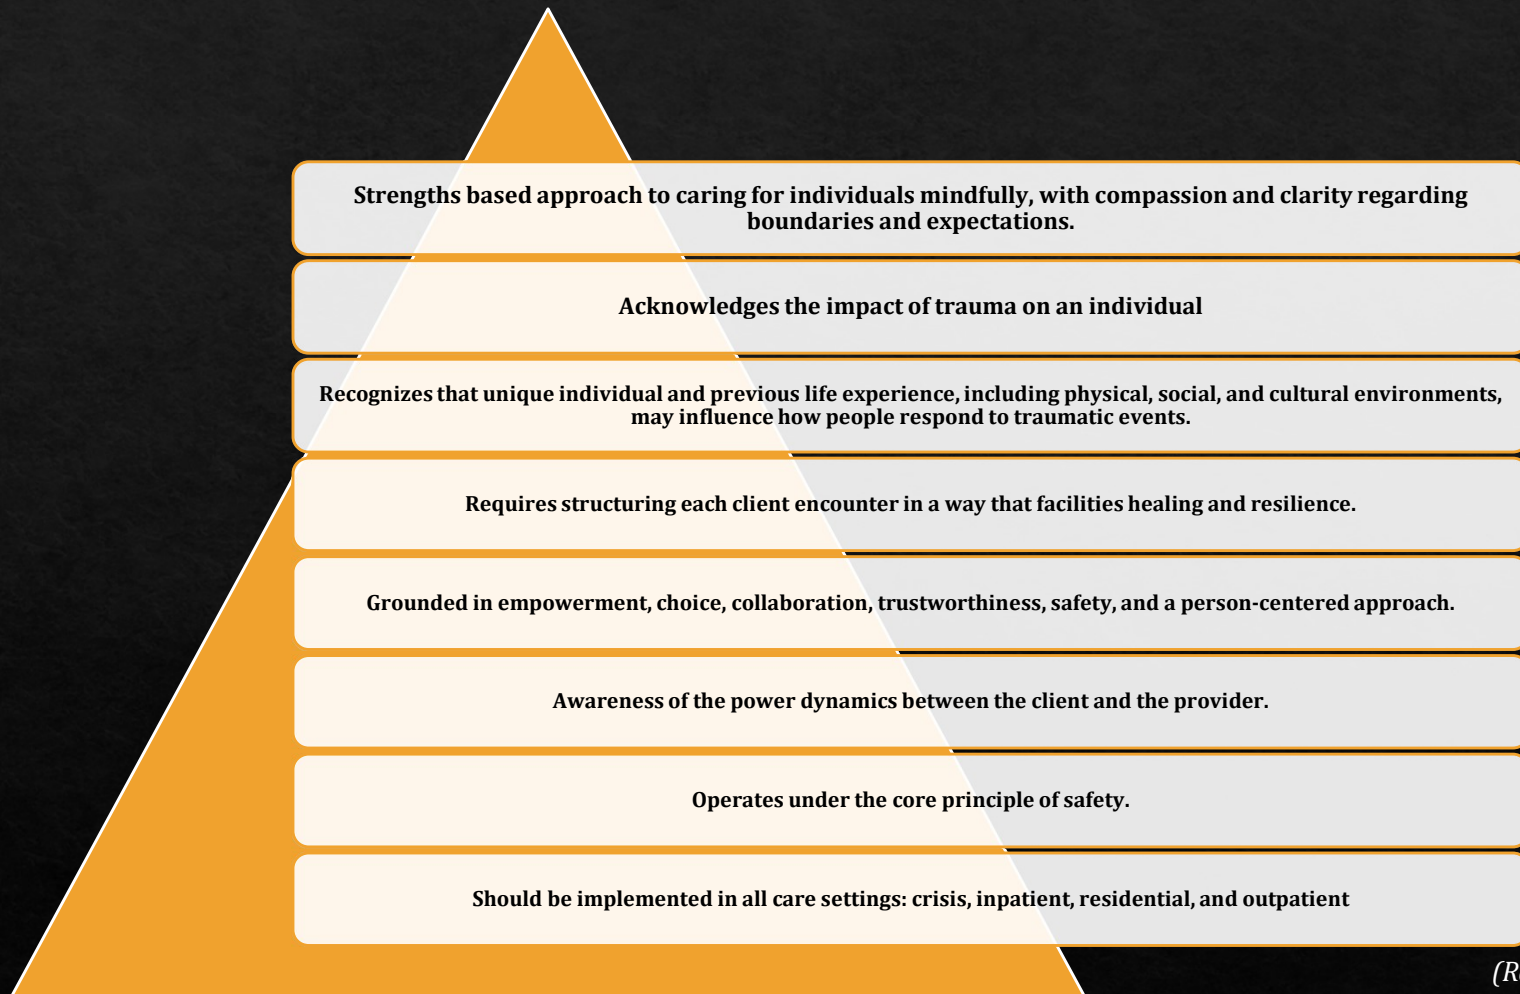 Strengths based approach to caring for individuals mindfully, with compassion and clarity regarding
boundaries and expectations.
Acknowledges the impact of trauma on an individual
Recognizes that unique individual and previous life experience, including physical, social, and cultural environments,
may influence how people respond to traumatic events.
Requires structuring each client encounter in a way that facilities healing and resilience.
Grounded in empowerment, choice, collaboration, trustworthiness, safety, and a person-centered approach.
Awareness of the power dynamics between the client and the provider.
Operates under the core principle of safety.
Should be implemented in all care settings: crisis, inpatient, residential, and outpatient